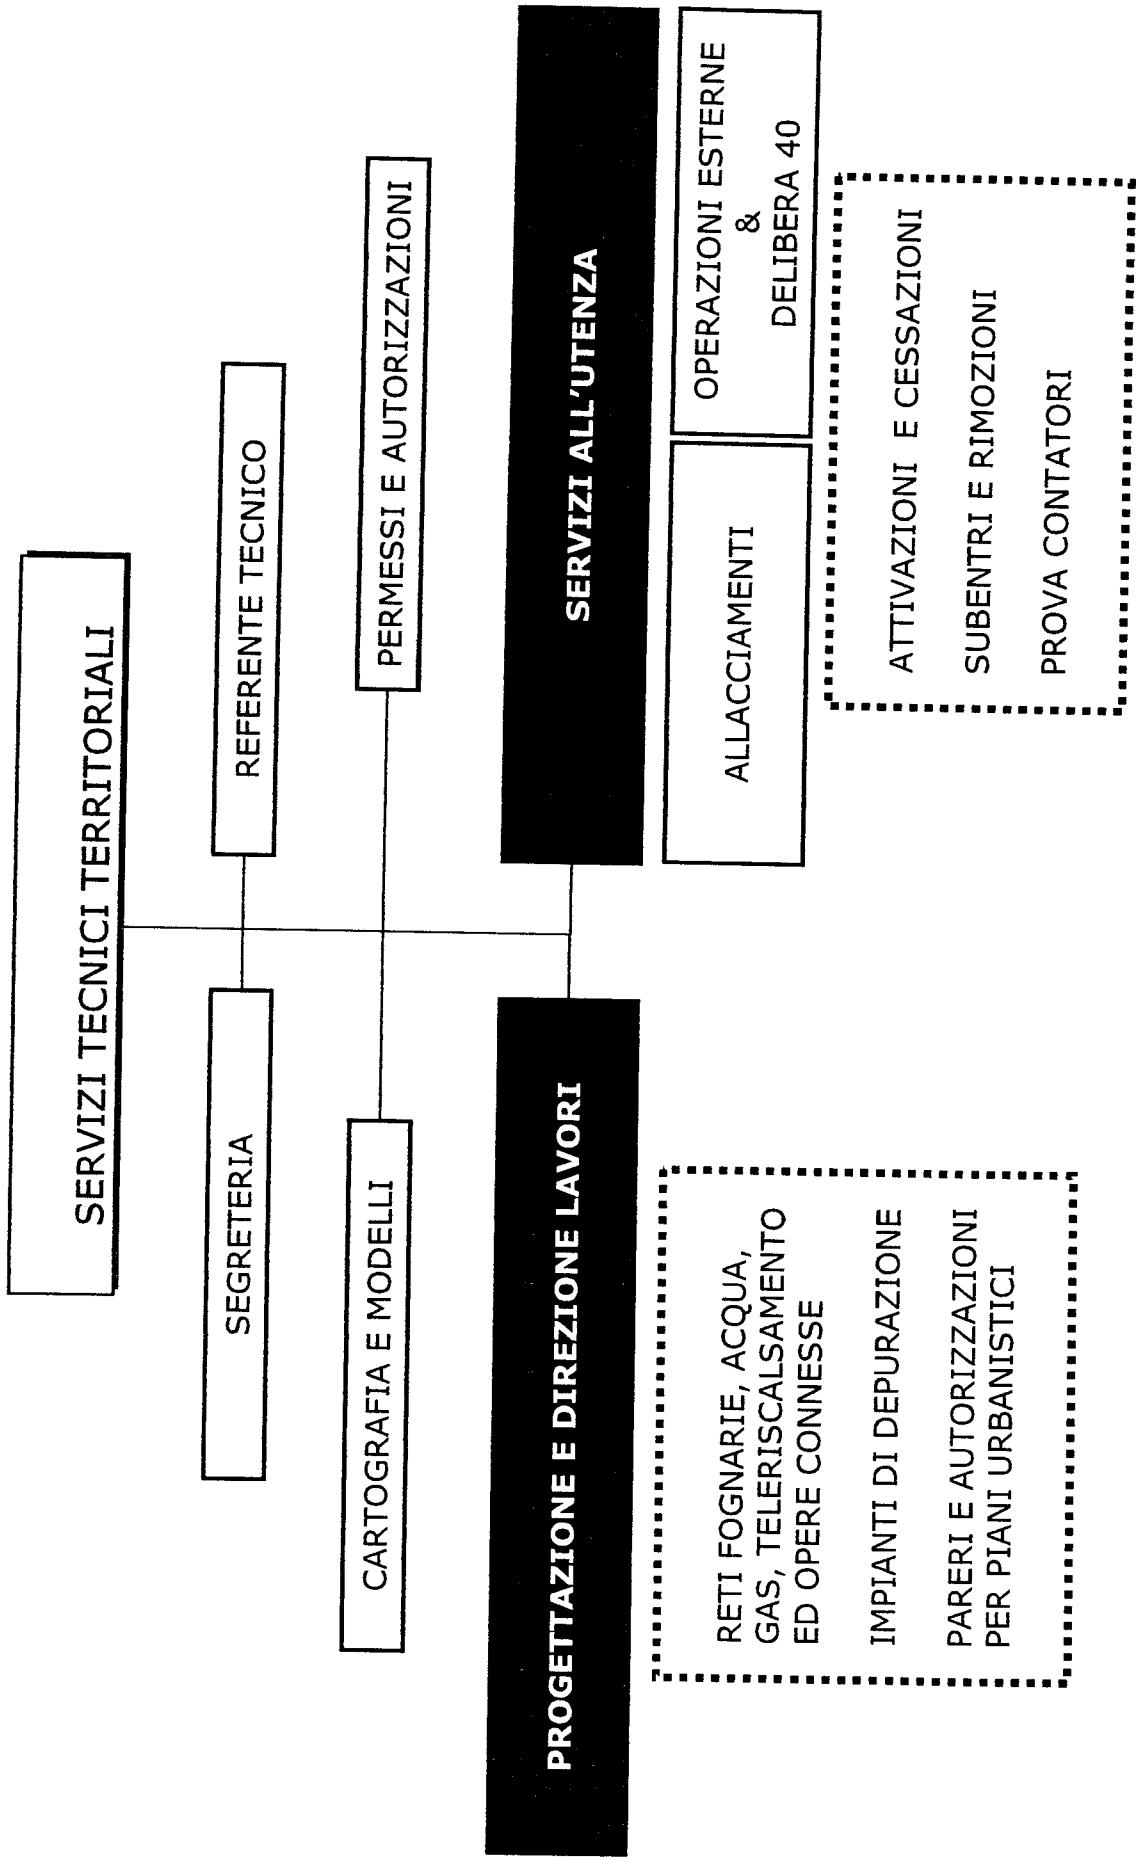 SERVIZI TECNICI TERRITORIALI
SEGRETERIA
REFERENTE TECNICO
CARTOGRAFIA E MODELLI
PERMESSI E AUTORIZZAZIONI
PROGETTAZIONE E DIREZIONE LAVORI
RETI FOGNARIE, ACQUA,
GAS, TELERISCALSAMENTO
ED OPERE CONNESSE
IMPIANTI DI DEPURAZIONE
PARERI E AUTORIZZAZIONI
PER PIANI URBANISTICI
SERVIZI ALL'UTENZA
ALLACCIAMENTI
OPERAZIONI ESTERNE
&
DELIBERA 40
ATTIVAZIONI E CESSAZIONI
SUBENTRI E RIMOZIONI
PROVA CONTATORI